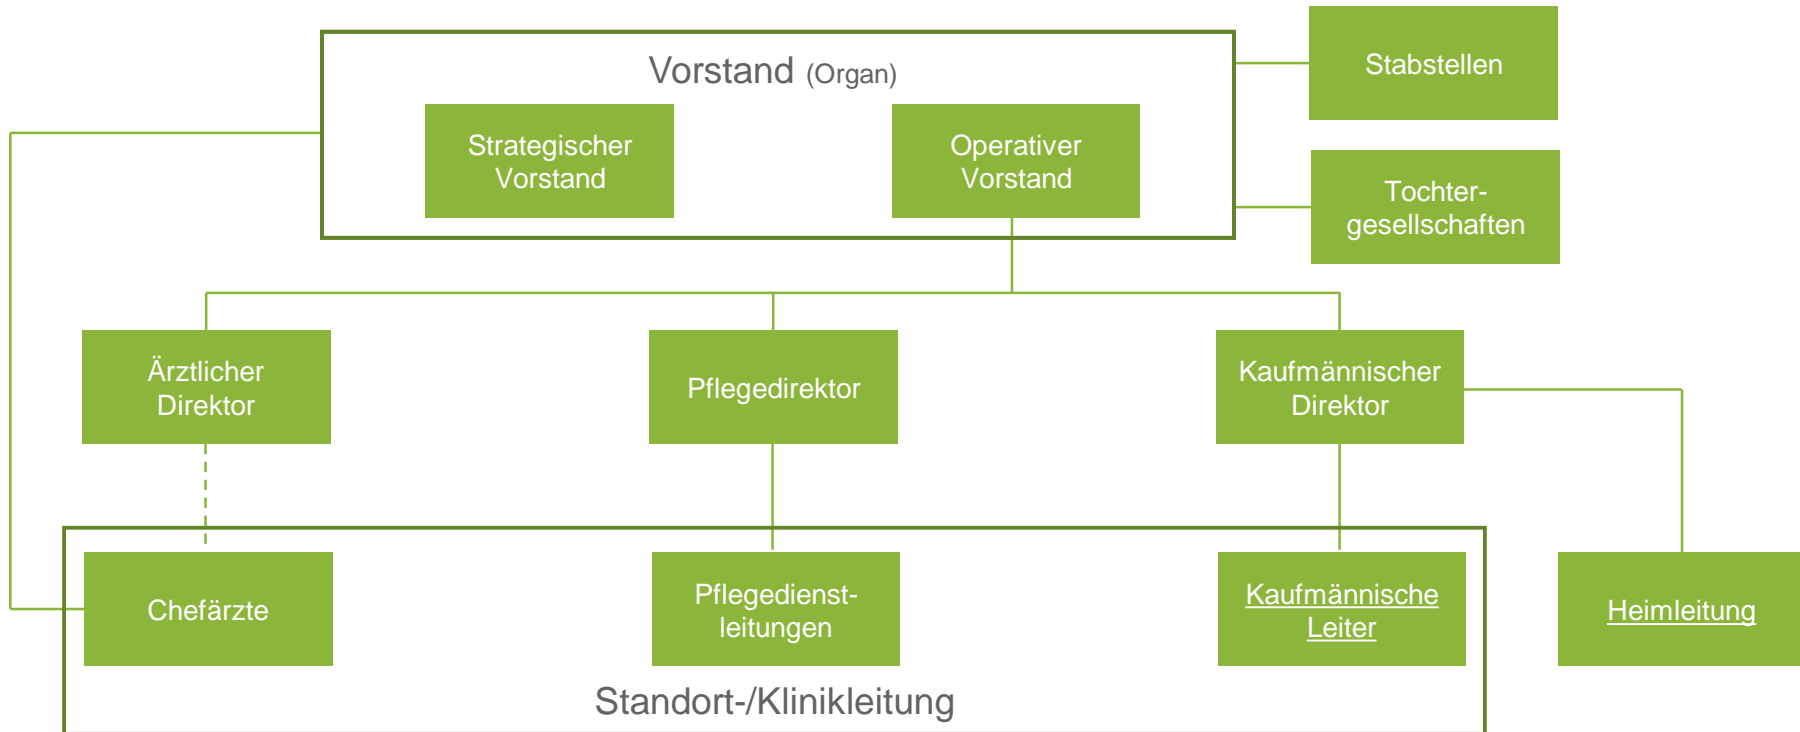 Vorstand (Organ)
Stabstellen
Strategischer
Vorstand
Operativer
Vorstand
Tochter-
gesellschaften
Ärztlicher
Direktor
Pflegedirektor
Kaufmännischer
Direktor
Chefärzte
Pflegedienst-
leitungen
Kaufmännische
Leiter
Heimleitung
Standort-/Klinikleitung